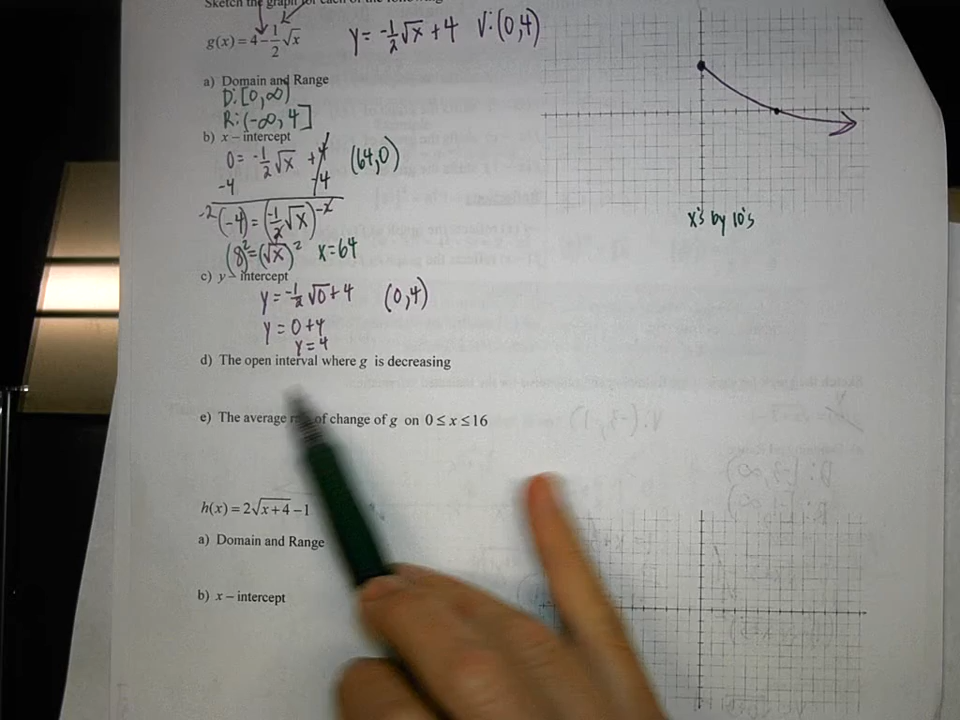 Sketch the graph for each of the following
g(x) = 4 - 1/2 √x
y = -1/2 √x + 4 V: (0,4)
a) Domain and Range
D: [0, ∞)
R: (-∞, 4]
b) x – intercept
0 = -1/2 √x + 4 (64,0)
-4 -4
-2 (-4) = (-1/2 √x) -2
(8)² = (√x)² x = 64
c) y – intercept
y = -1/2 √0 + 4 (0,4)
y = 0 + 4
y = 4
x's by 10's
d) The open interval where g is decreasing
e) The average of change of g on 0 ≤ x ≤ 16
h(x) = 2√x+4 - 1
a) Domain and Range
b) x – intercept